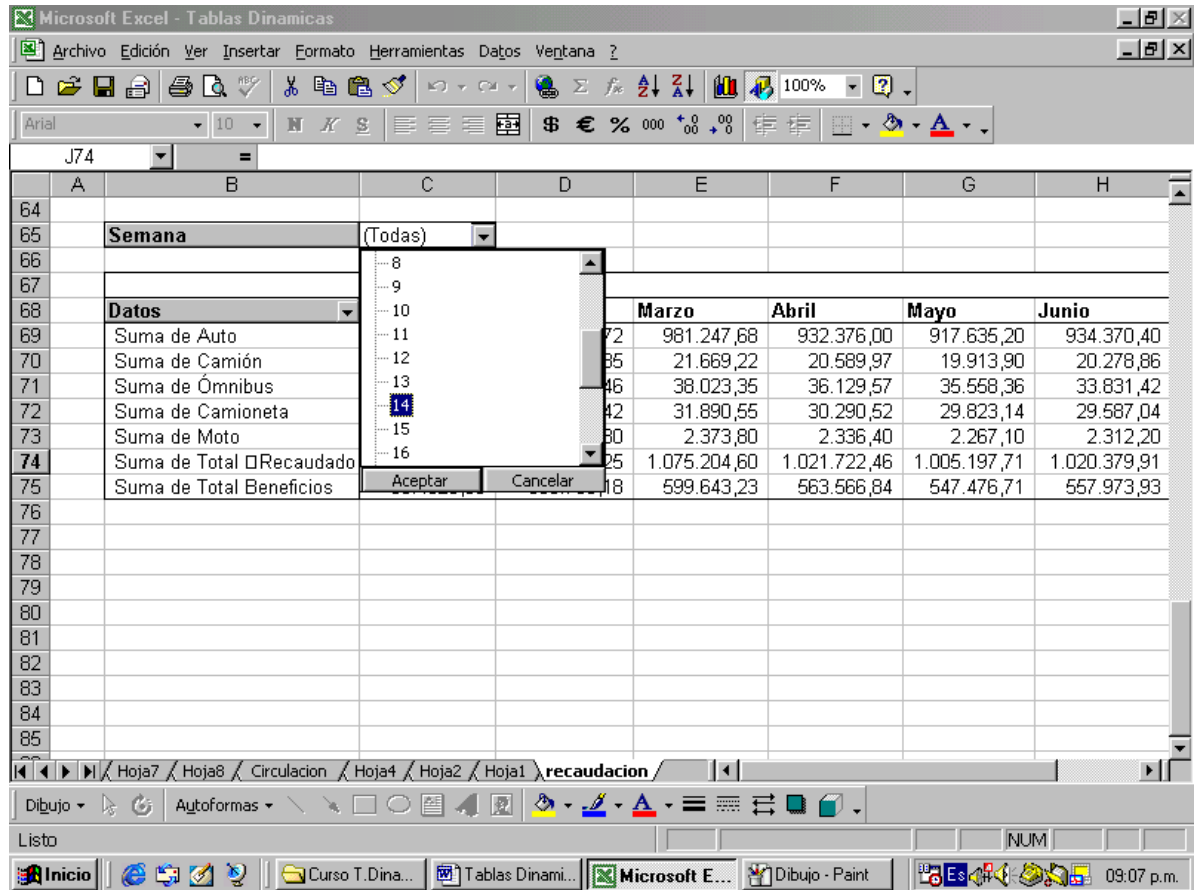 Microsoft Excel - Tablas Dinamicas
Archivo Edición Ver Insertar Formato Herramientas Datos Ventana ?
100%
Arial 10 N K S $ € % 000
J74 =
A B C D E F G H
64
65 Semana (Todas)
66 8
67 9
68 Datos 10 Marzo Abril Mayo Junio
69 Suma de Auto 11 72 981.247,68 932.376,00 917.635,20 934.370,40
70 Suma de Camión 12 85 21.669,22 20.589,97 19.913,90 20.278,86
71 Suma de Ómnibus 13 46 38.023,35 36.129,57 35.558,36 33.831,42
72 Suma de Camioneta 14 42 31.890,55 30.290,52 29.823,14 29.587,04
73 Suma de Moto 15 80 2.373,80 2.336,40 2.267,10 2.312,20
74 Suma de Total Recaudado 16 25 1.075.204,60 1.021.722,46 1.005.197,71 1.020.379,91
75 Suma de Total Beneficios Aceptar Cancelar 18 599.643,23 563.566,84 547.476,71 557.973,93
76
77
78
79
80
81
82
83
84
85
Hoja7 Hoja8 Circulacion Hoja4 Hoja2 Hoja1 recaudacion
Dibujo Autoformas
Listo NUM
Inicio Curso T.Dina... Tablas Dinami... Microsoft E... Dibujo - Paint Es 09:07 p.m.